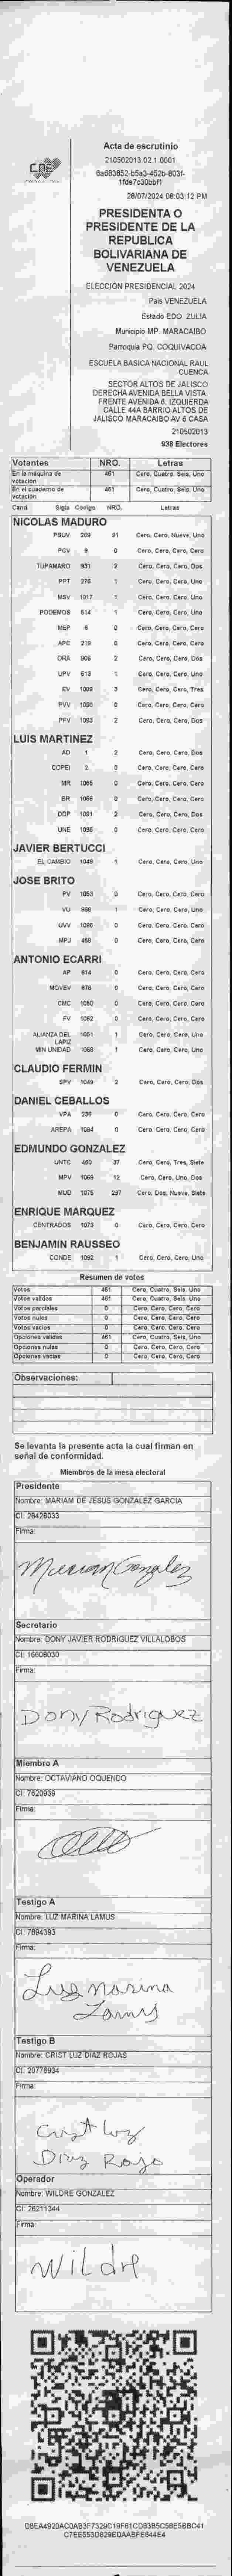 CNE
Acta de escrutinio
210502013.02.1.0001
28/07/2024 08:03:12 PM
PRESIDENTA O
PRESIDENTE DE LA
REPUBLICA
BOLIVARIANA DE
VENEZUELA
ELECCIÓN PRESIDENCIAL 2024
Pais VENEZUELA
Estado EDO. ZULIA
Municipio MP. MARACAIBO
Parroquia PQ. COQUIVACOA
ESCUELA BASICA NACIONAL RAUL
CUENCA
SECTOR ALTOS DE JALISCO
DERECHA AVENIDA BELLA VISTA.
FRENTE AVENIDA 6. IZQUIERDA
CALLE 44A BARRIO ALTOS DE
JALISCO MARACAIBO AV 6 CASA
210502013
938 Electores
Votantes NRO. Letras
En la máquina de votación 461 Cero, Cuatro, Seis, Uno
En el cuaderno de votación 461 Cero, Cuatro, Seis, Uno
Cand Sigla Codigo NRO. Letras
NICOLAS MADURO
PSUV 269 91 Cero, Cero, Nueve, Uno
PCV 9 0 Cero, Cero, Cero, Cero
TUPAMARO 931 2 Cero, Cero, Cero, Dos
PPT 276 1 Cero, Cero, Cero, Uno
MSV 1017 1 Cero, Cero, Cero, Uno
PODEMOS 614 1 Cero, Cero, Cero, Uno
MEP 6 0 Cero, Cero, Cero, Cero
APC 219 0 Cero, Cero, Cero, Cero
ORA 906 2 Cero, Cero, Cero, Dos
UPV 613 1 Cero, Cero, Cero, Uno
EV 1099 3 Cero, Cero, Cero, Tres
PVV 1090 0 Cero, Cero, Cero, Cero
PFV 1093 2 Cero, Cero, Cero, Dos
LUIS MARTINEZ
AD 1 2 Cero, Cero, Cero, Dos
COPEI 2 0 Cero, Cero, Cero, Cero
MR 1065 0 Cero, Cero, Cero, Cero
BR 1066 0 Cero, Cero, Cero, Cero
DDP 1091 2 Cero, Cero, Cero, Dos
UNE 1095 0 Cero, Cero, Cero, Cero
JAVIER BERTUCCI
EL CAMBIO 1048 1 Cero, Cero, Cero, Uno
JOSE BRITO
PV 1053 0 Cero, Cero, Cero, Cero
VU 989 1 Cero, Cero, Cero, Uno
UVV 1096 0 Cero, Cero, Cero, Cero
MPJ 459 0 Cero, Cero, Cero, Cero
ANTONIO ECARRI
AP 914 0 Cero, Cero, Cero, Cero
MOVEV 876 0 Cero, Cero, Cero, Cero
CMC 1050 0 Cero, Cero, Cero, Cero
FV 1062 0 Cero, Cero, Cero, Cero
ALIANZA DEL LAPIZ 1051 1 Cero, Cero, Cero, Uno
MIN UNIDAD 1068 1 Cero, Cero, Cero, Uno
CLAUDIO FERMIN
SPV 1049 2 Cero, Cero, Cero, Dos
DANIEL CEBALLOS
VPA 236 0 Cero, Cero, Cero, Cero
AREPA 1094 0 Cero, Cero, Cero, Cero
EDMUNDO GONZALEZ
UNTC 460 37 Cero, Cero, Tres, Siete
MPV 1069 12 Cero, Cero, Uno, Dos
MUD 1075 297 Cero, Dos, Nueve, Siete
ENRIQUE MARQUEZ
CENTRADOS 1073 0 Cero, Cero, Cero, Cero
BENJAMIN RAUSSEO
CONDE 1092 1 Cero, Cero, Cero, Uno
Resumen de votos
Votos 461 Cero, Cuatro, Seis, Uno
Votos validos 461 Cero, Cuatro, Seis, Uno
Votos parciales 0 Cero, Cero, Cero, Cero
Votos nulos 0 Cero, Cero, Cero, Cero
Votos vacios 0 Cero, Cero, Cero, Cero
Opciones validas 461 Cero, Cuatro, Seis, Uno
Opciones nulas 0 Cero, Cero, Cero, Cero
Opciones vacias 0 Cero, Cero, Cero, Cero
Observaciones:
Se levanta la presente acta la cual firman en
señal de conformidad.
Miembros de la mesa electoral
Presidente
Nombre: MARIAM DE JESUS GONZALEZ GARCIA
CI: 28426033
Firma:
Mariam Gonzalez
Secretario
Nombre: DONY JAVIER RODRIGUEZ VILLALOBOS
CI: 16608030
Firma:
Dony Rodriguez
Miembro A
Nombre: OCTAVIANO OQUENDO
CI: 7620939
Firma:
Testigo A
Nombre: LUZ MARINA LAMUS
CI: 7894393
Firma:
Luz marina
Lamus
Testigo B
Nombre: CRIST LUZ DIAZ ROJAS
CI: 20776934
Firma:
Crist luz
Diaz Rojo
Operador
Nombre: WILDRE GONZALEZ
CI: 26211344
Firma:
Wildre